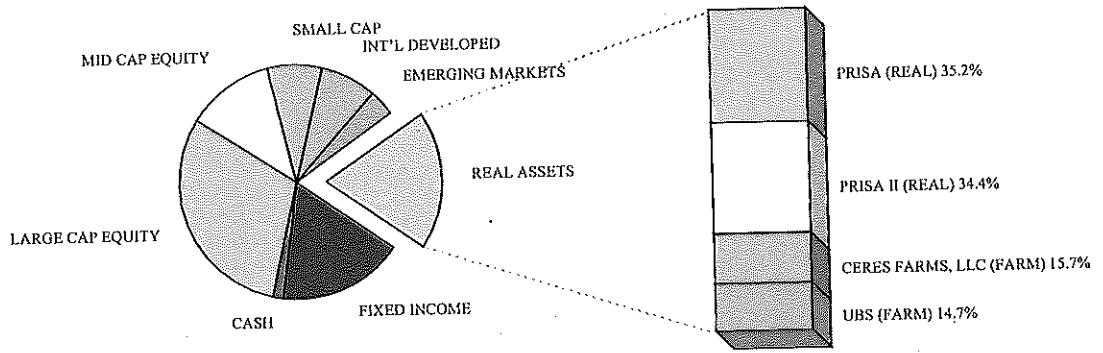 SMALL CAP
INT'L DEVELOPED
MID CAP EQUITY
EMERGING MARKETS
PRISA (REAL) 35.2%
REAL ASSETS
PRISA II (REAL) 34.4%
LARGE CAP EQUITY
CERES FARMS, LLC (FARM) 15.7%
FIXED INCOME
UBS (FARM) 14.7%
CASH